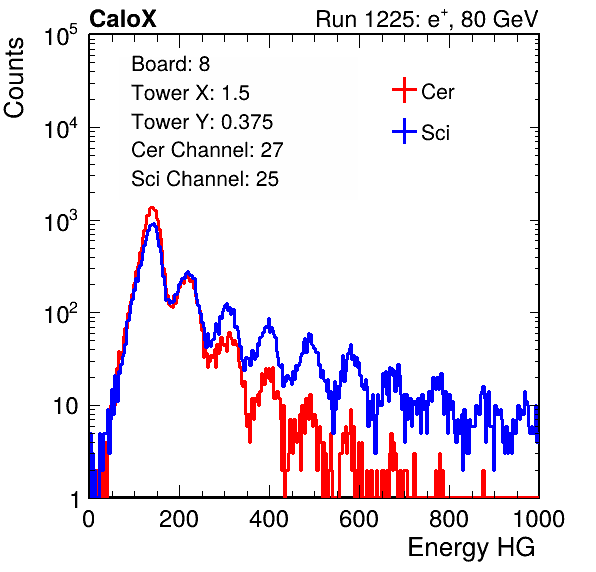 CaloX Run 1225: e⁺, 80 GeV
Counts
10⁵
10⁴
10³
10²
10
1
Board: 8
Tower X: 1.5
Tower Y: 0.375
Cer Channel: 27
Sci Channel: 25
Cer
Sci
0 200 400 600 800 1000
Energy HG